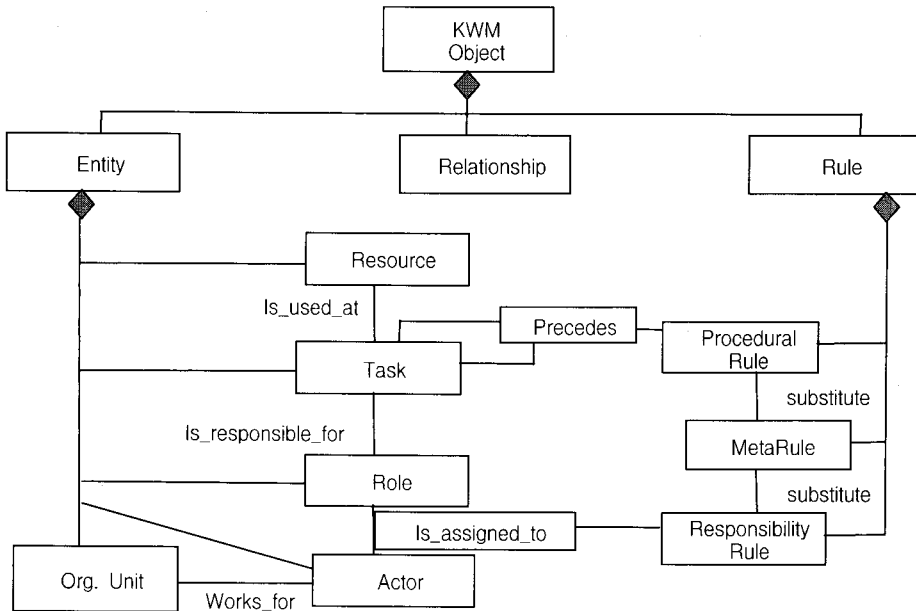 KWM
Object
Entity
Relationship
Rule
Resource
Is_used_at
Precedes
Procedural
Rule
Task
substitute
Is_responsible_for
MetaRule
Role
substitute
Is_assigned_to
Responsibility
Rule
Org. Unit
Actor
Works_for